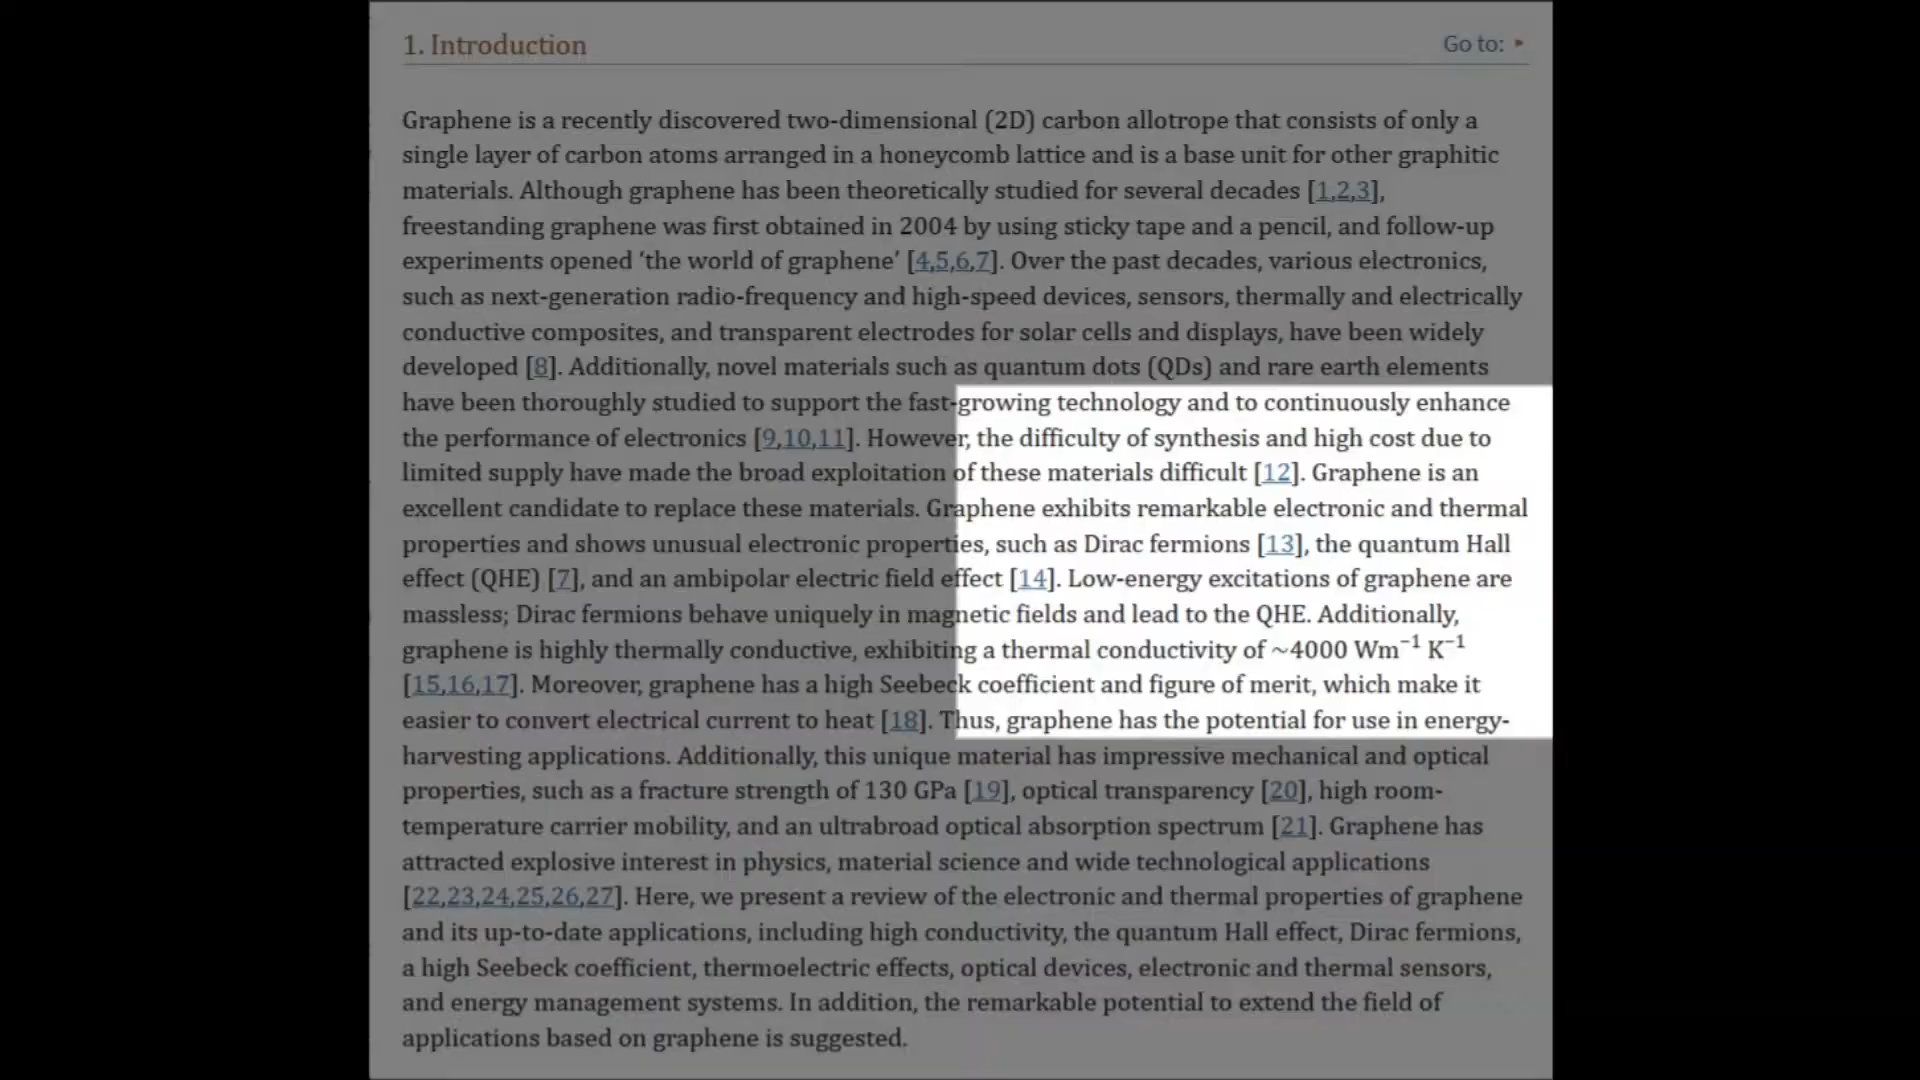 1. Introduction
Go to: ▸
Graphene is a recently discovered two-dimensional (2D) carbon allotrope that consists of only a
single layer of carbon atoms arranged in a honeycomb lattice and is a base unit for other graphitic
materials. Although graphene has been theoretically studied for several decades [1,2,3],
freestanding graphene was first obtained in 2004 by using sticky tape and a pencil, and follow-up
experiments opened ‘the world of graphene’ [4,5,6,7]. Over the past decades, various electronics,
such as next-generation radio-frequency and high-speed devices, sensors, thermally and electrically
conductive composites, and transparent electrodes for solar cells and displays, have been widely
developed [8]. Additionally, novel materials such as quantum dots (QDs) and rare earth elements
have been thoroughly studied to support the fast-growing technology and to continuously enhance
the performance of electronics [9,10,11]. However, the difficulty of synthesis and high cost due to
limited supply have made the broad exploitation of these materials difficult [12]. Graphene is an
excellent candidate to replace these materials. Graphene exhibits remarkable electronic and thermal
properties and shows unusual electronic properties, such as Dirac fermions [13], the quantum Hall
effect (QHE) [7], and an ambipolar electric field effect [14]. Low-energy excitations of graphene are
massless; Dirac fermions behave uniquely in magnetic fields and lead to the QHE. Additionally,
graphene is highly thermally conductive, exhibiting a thermal conductivity of ~4000 Wm⁻¹ K⁻¹
[15,16,17]. Moreover, graphene has a high Seebeck coefficient and figure of merit, which make it
easier to convert electrical current to heat [18]. Thus, graphene has the potential for use in energy-
harvesting applications. Additionally, this unique material has impressive mechanical and optical
properties, such as a fracture strength of 130 GPa [19], optical transparency [20], high room-
temperature carrier mobility, and an ultrabroad optical absorption spectrum [21]. Graphene has
attracted explosive interest in physics, material science and wide technological applications
[22,23,24,25,26,27]. Here, we present a review of the electronic and thermal properties of graphene
and its up-to-date applications, including high conductivity, the quantum Hall effect, Dirac fermions,
a high Seebeck coefficient, thermoelectric effects, optical devices, electronic and thermal sensors,
and energy management systems. In addition, the remarkable potential to extend the field of
applications based on graphene is suggested.